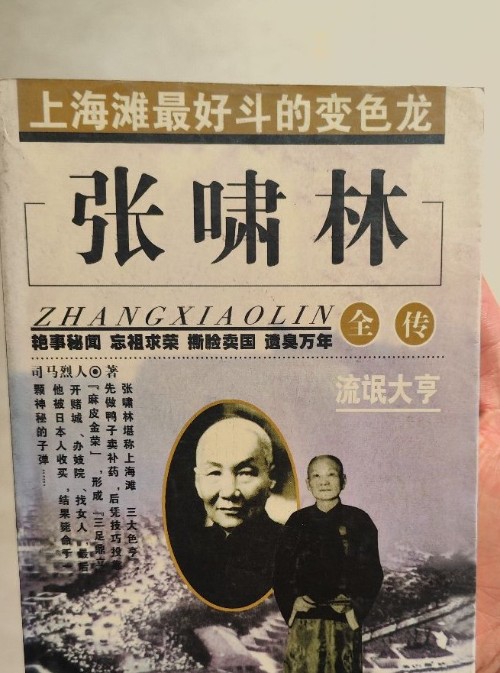 上海滩最好斗的变色龙
张啸林
ZHANGXIAOLIN
全传
艳事秘闻 忘祖求荣 撕脸卖国 遗臭万年
司马烈人 著
流氓大亨
张啸林堪称上海滩“三大色亨”
先做鸭子卖补药，后凭技巧投
“麻皮金荣”，形成“三足鼎立”
开赌城、办妓院、找女人，最后
他被日本人收买，结果毙命于一
颗神秘的子弹……